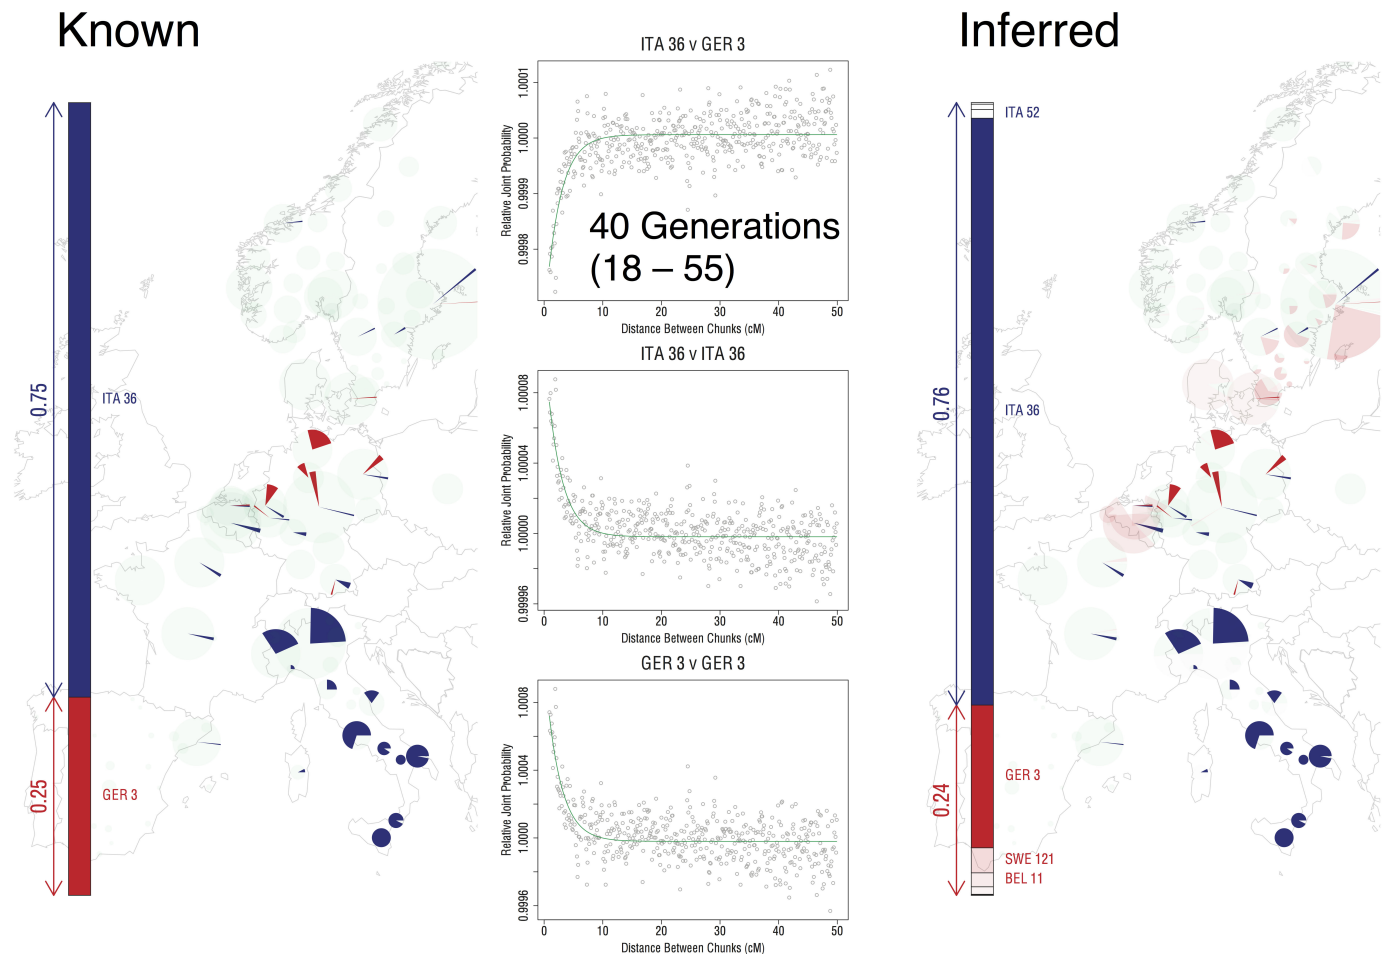 Known
Inferred
0.75
ITA 36
0.25
GER 3
ITA 36 v GER 3
Relative Joint Probability
1.0001
1.0000
0.9999
0.9998
40 Generations
(18 – 55)
0 10 20 30 40 50
Distance Between Chunks (cM)
ITA 36 v ITA 36
Relative Joint Probability
1.00008
1.00004
1.00000
0.99996
0 10 20 30 40 50
Distance Between Chunks (cM)
GER 3 v GER 3
Relative Joint Probability
1.00008
1.0004
1.0000
0.9996
0 10 20 30 40 50
Distance Between Chunks (cM)
ITA 52
0.76
ITA 36
0.24
GER 3
SWE 121
BEL 11